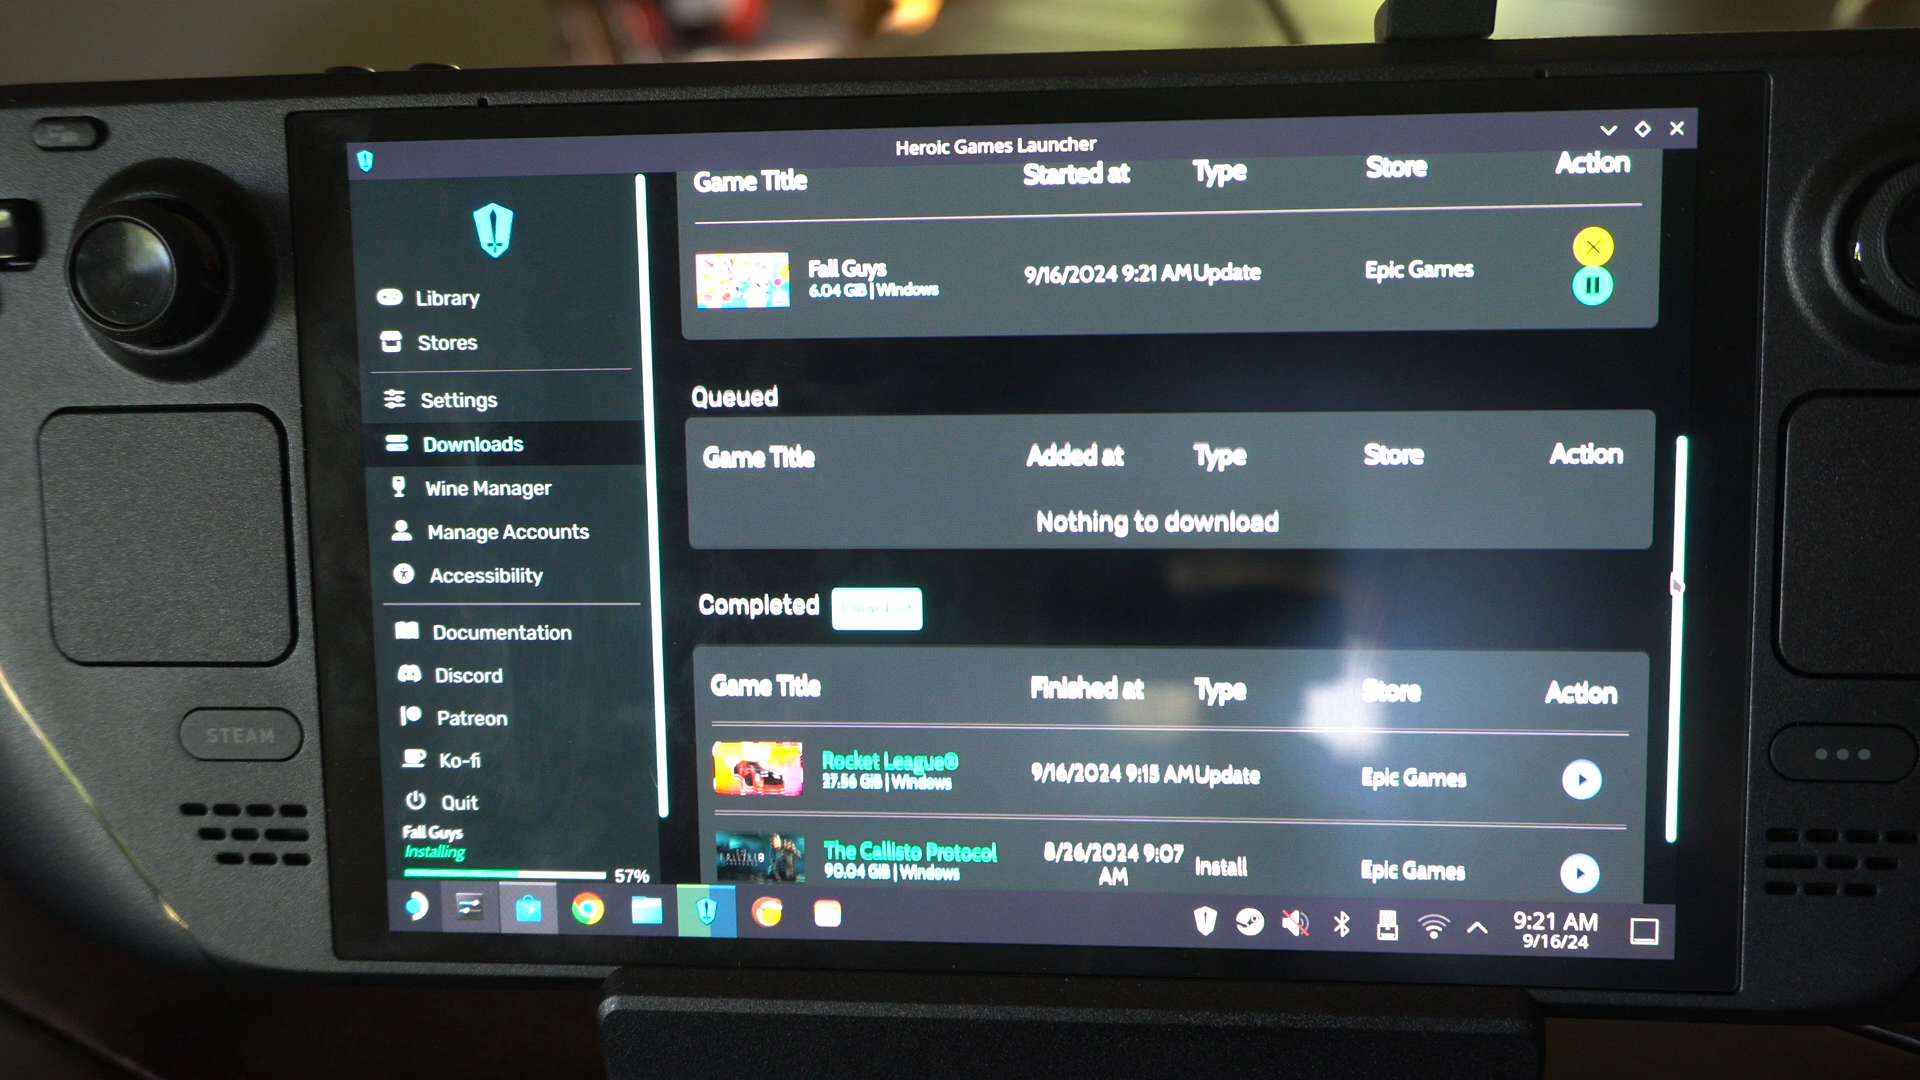 Heroic Games Launcher
Library
Stores
Settings
Downloads
Wine Manager
Manage Accounts
Accessibility
Documentation
Discord
Patreon
Ko-fi
Quit
Fall Guys
Installing
57%
Game Title Started at Type Store Action
Fall Guys
6.04 GiB | Windows
9/16/2024 9:21 AM Update Epic Games
Queued
Game Title Added at Type Store Action
Nothing to download
Completed Clear List
Game Title Finished at Type Store Action
Rocket League®
27.56 GiB | Windows
9/16/2024 9:15 AM Update Epic Games
The Callisto Protocol
90.04 GiB | Windows
8/26/2024 9:07
AM
Install Epic Games
9:21 AM
9/16/24
STEAM